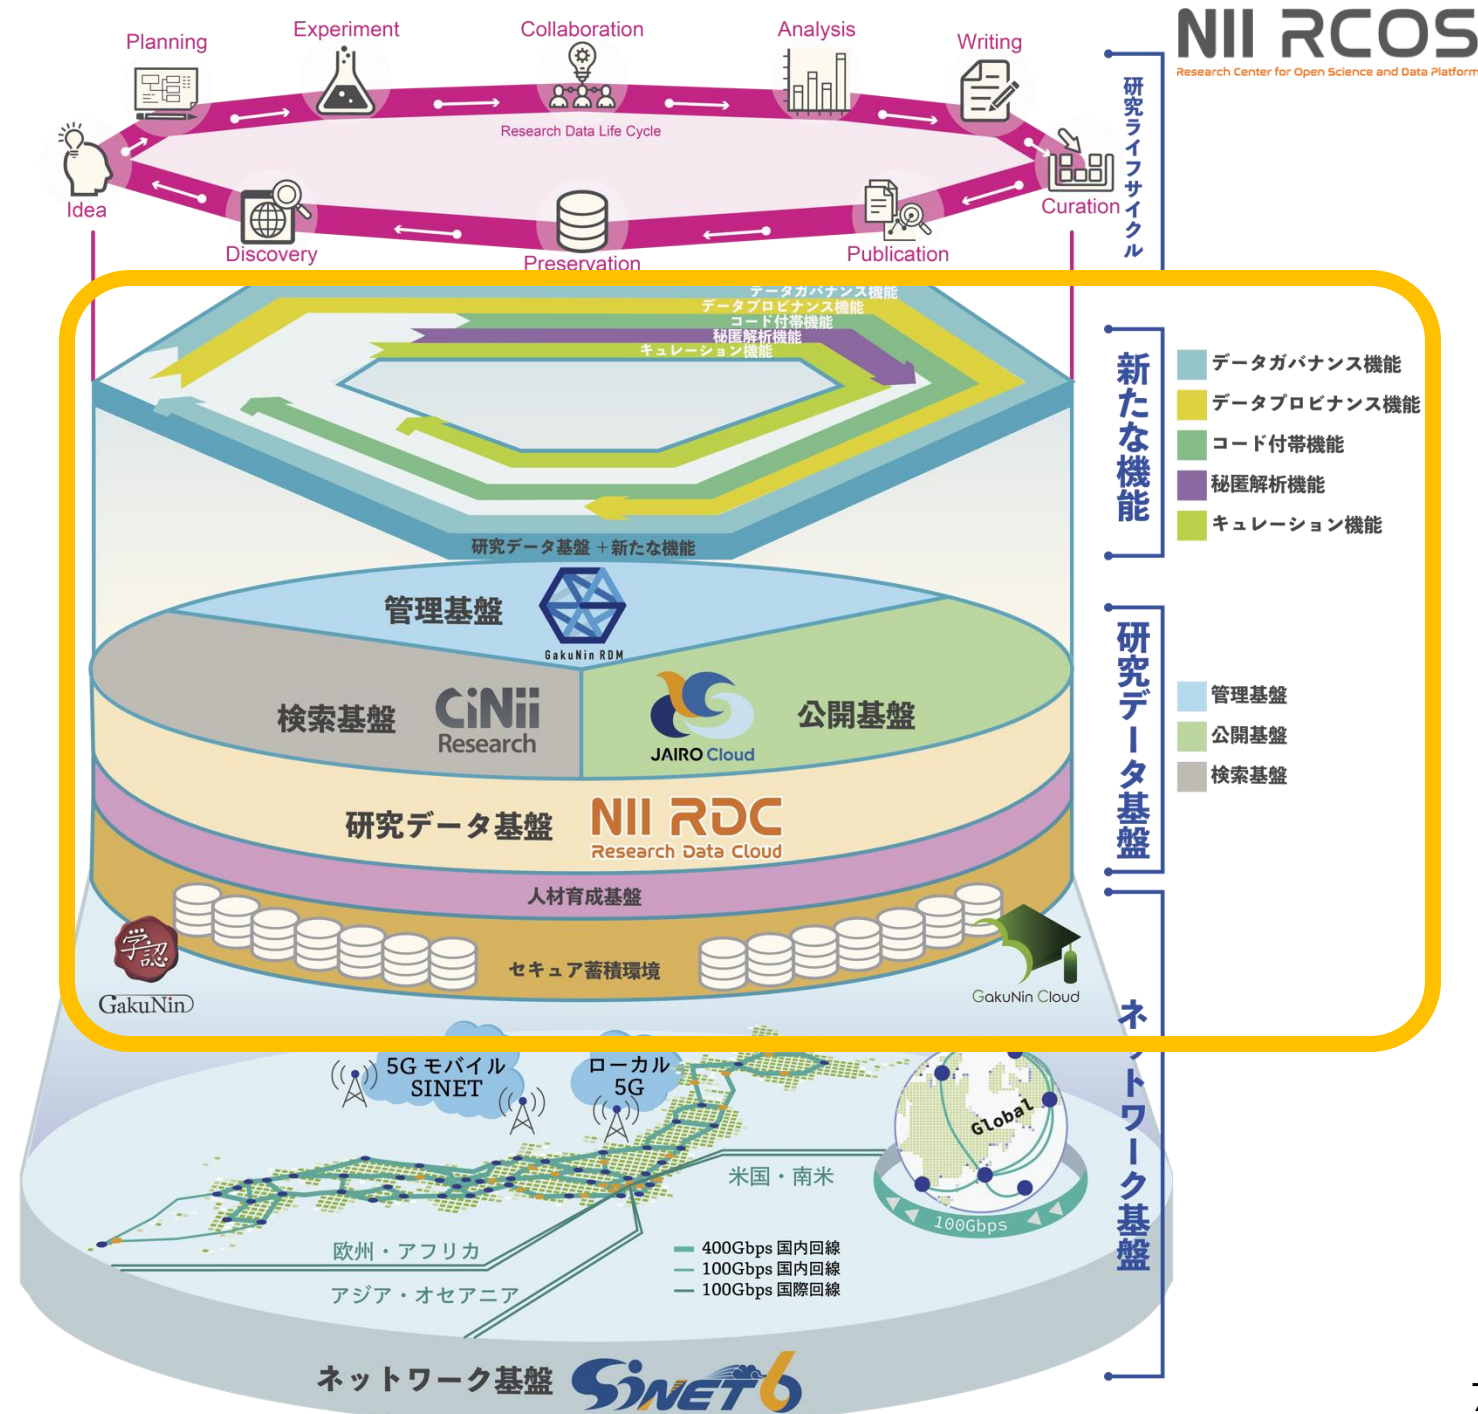 NII RCOS
Research Center for Open Science and Data Platform
Planning
Experiment
Collaboration
Analysis
Writing
Research Data Life Cycle
Idea
Curation
Discovery
Preservation
Publication
研究ライフサイクル
データガバナンス機能
データプロビナンス機能
コード付帯機能
秘匿解析機能
キュレーション機能
研究データ基盤＋新たな機能
新たな機能
データガバナンス機能
データプロビナンス機能
コード付帯機能
秘匿解析機能
キュレーション機能
管理基盤
GakuNin RDM
検索基盤
CiNii
Research
JAIRO Cloud
公開基盤
研究データ基盤
NII RDC
Research Data Cloud
人材育成基盤
セキュア蓄積環境
学認
GakuNin
GakuNin Cloud
研究データ基盤
管理基盤
公開基盤
検索基盤
5G モバイル
SINET
ローカル
5G
Global
100Gbps
米国・南米
欧州・アフリカ
アジア・オセアニア
400Gbps 国内回線
100Gbps 国内回線
100Gbps 国際回線
ネットワーク基盤
ネットワーク基盤
SINET6